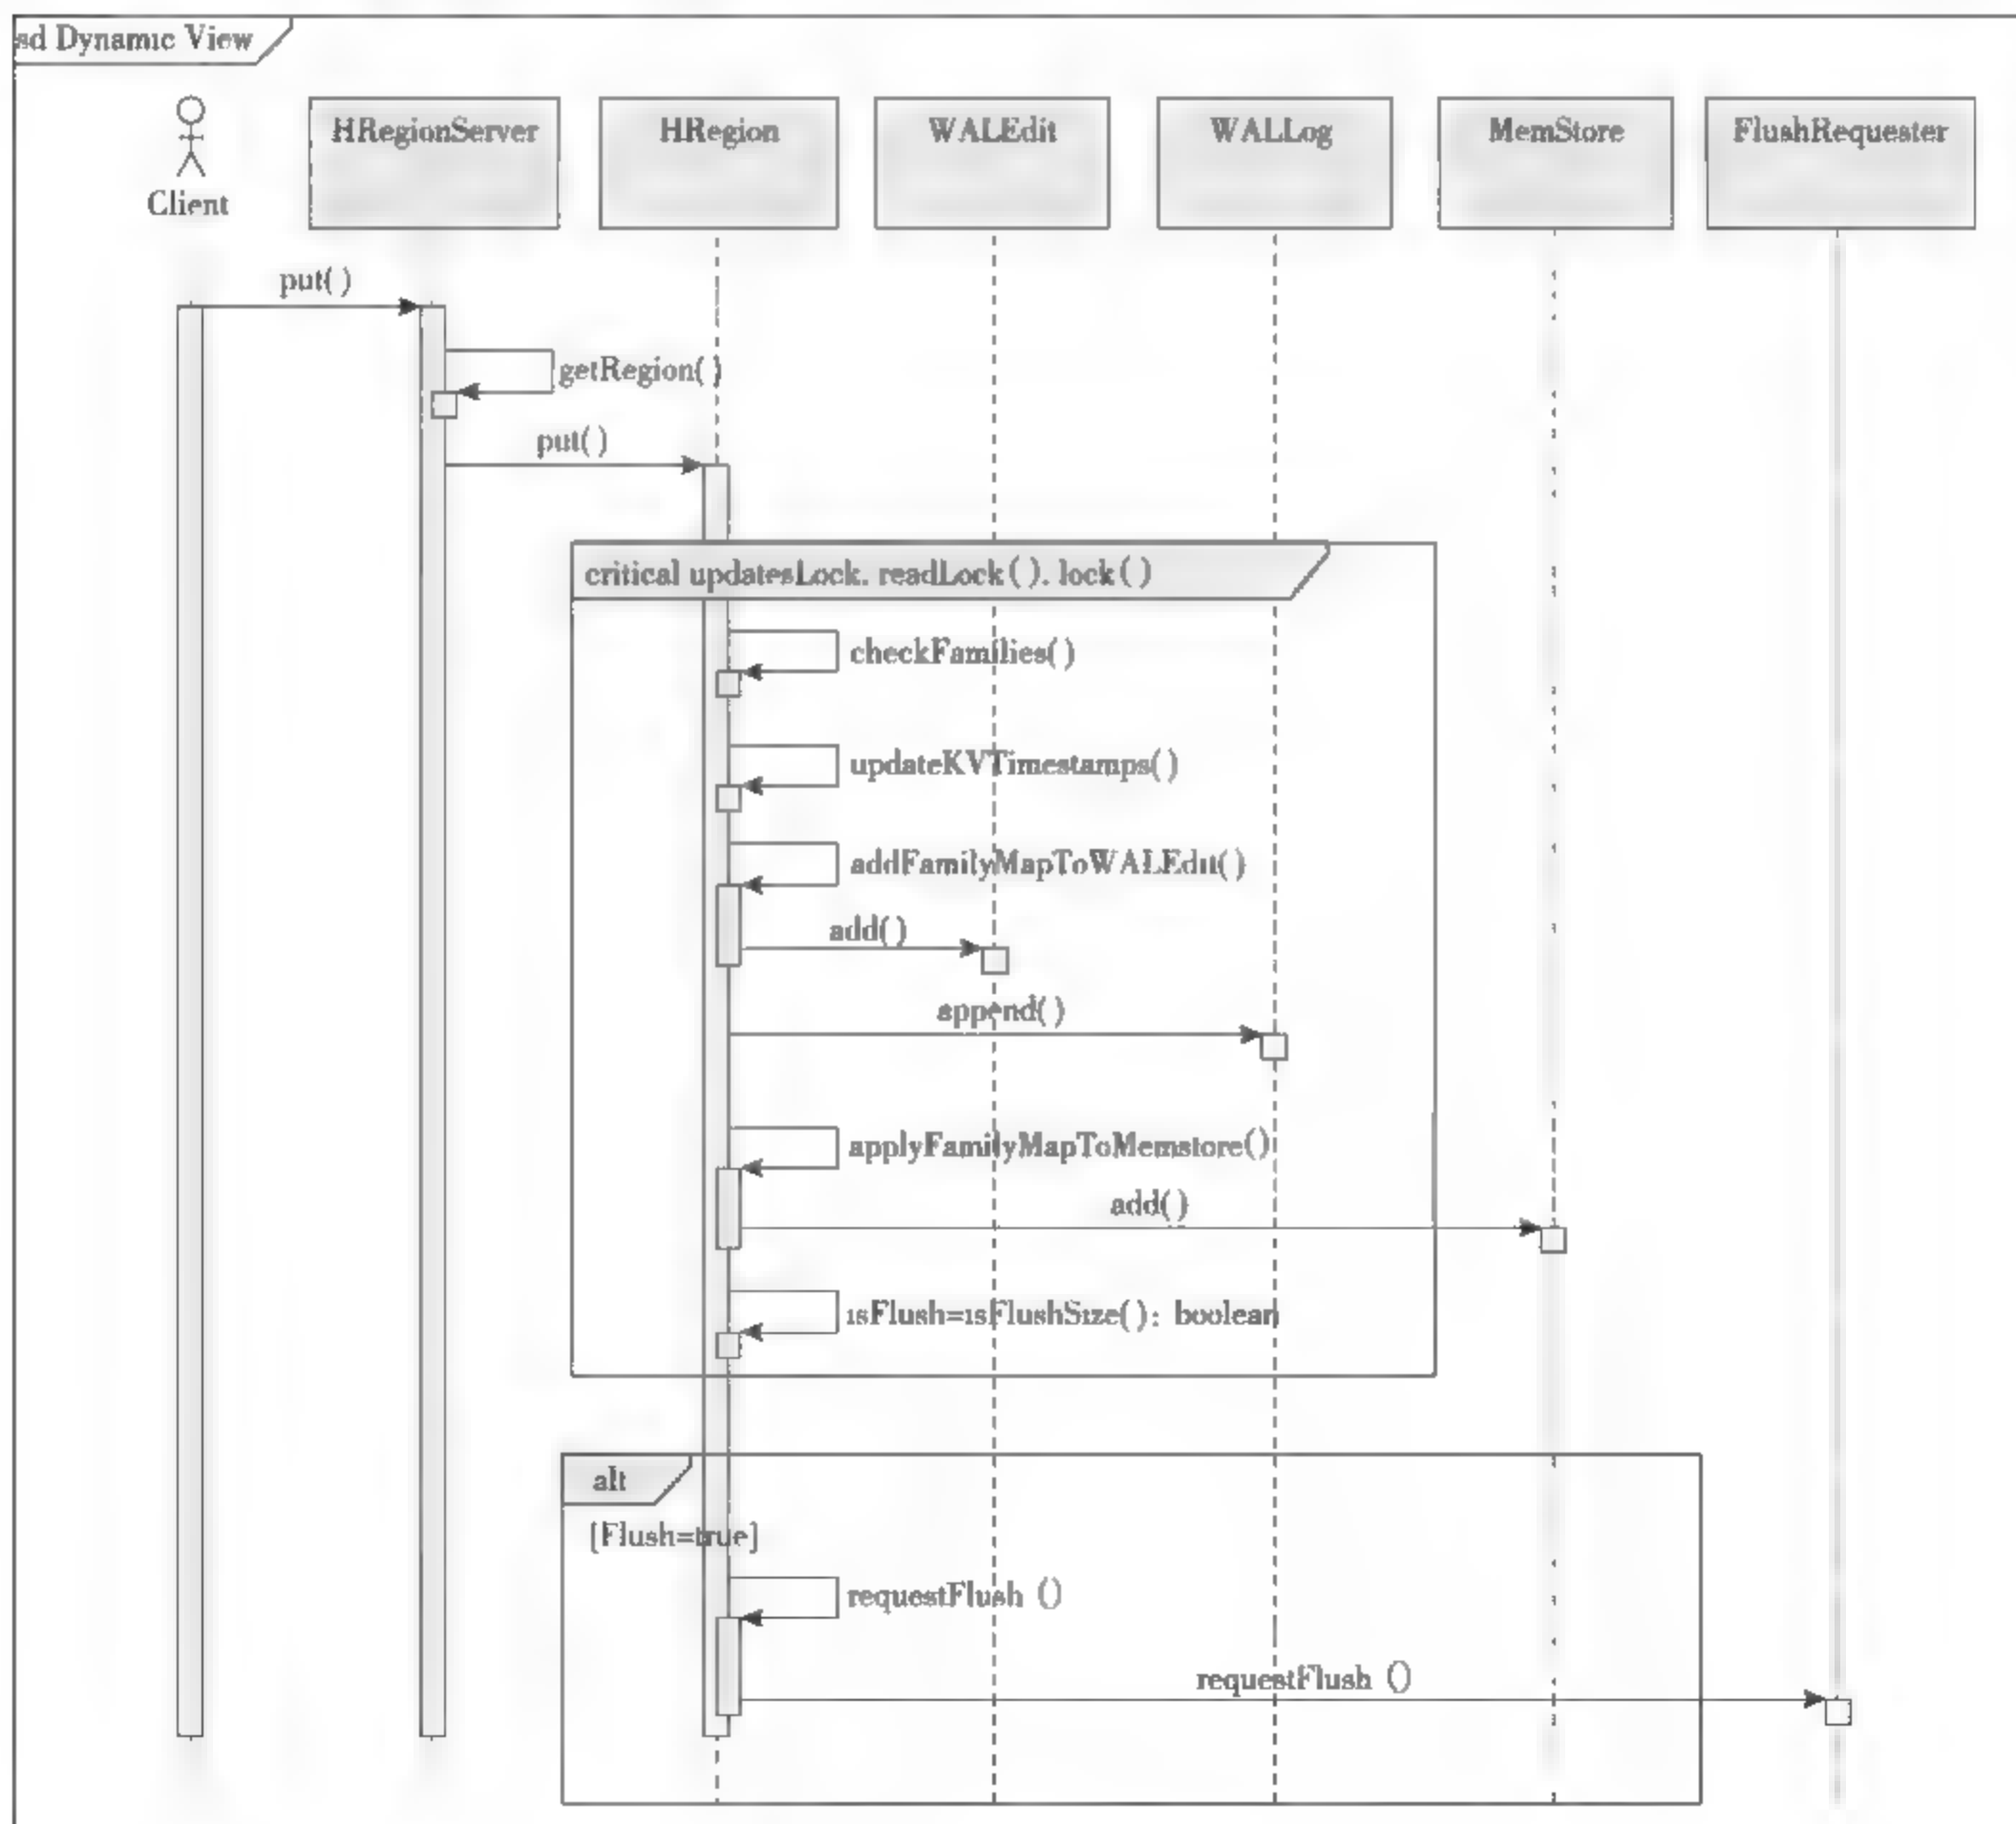 sd Dynamic View
Client
HRegionServer
HRegion
WALEdit
WALLog
MemStore
FlushRequester
put( )
getRegion( )
put( )
critical updatesLock. readLock( ). lock( )
checkFamilies( )
updateKVTimestamps( )
addFamilyMapToWALEdit( )
add( )
append( )
applyFamilyMapToMemstore( )
add( )
isFlush=isFlushSize( ): boolean
alt
[Flush=true]
requestFlush ()
requestFlush ()